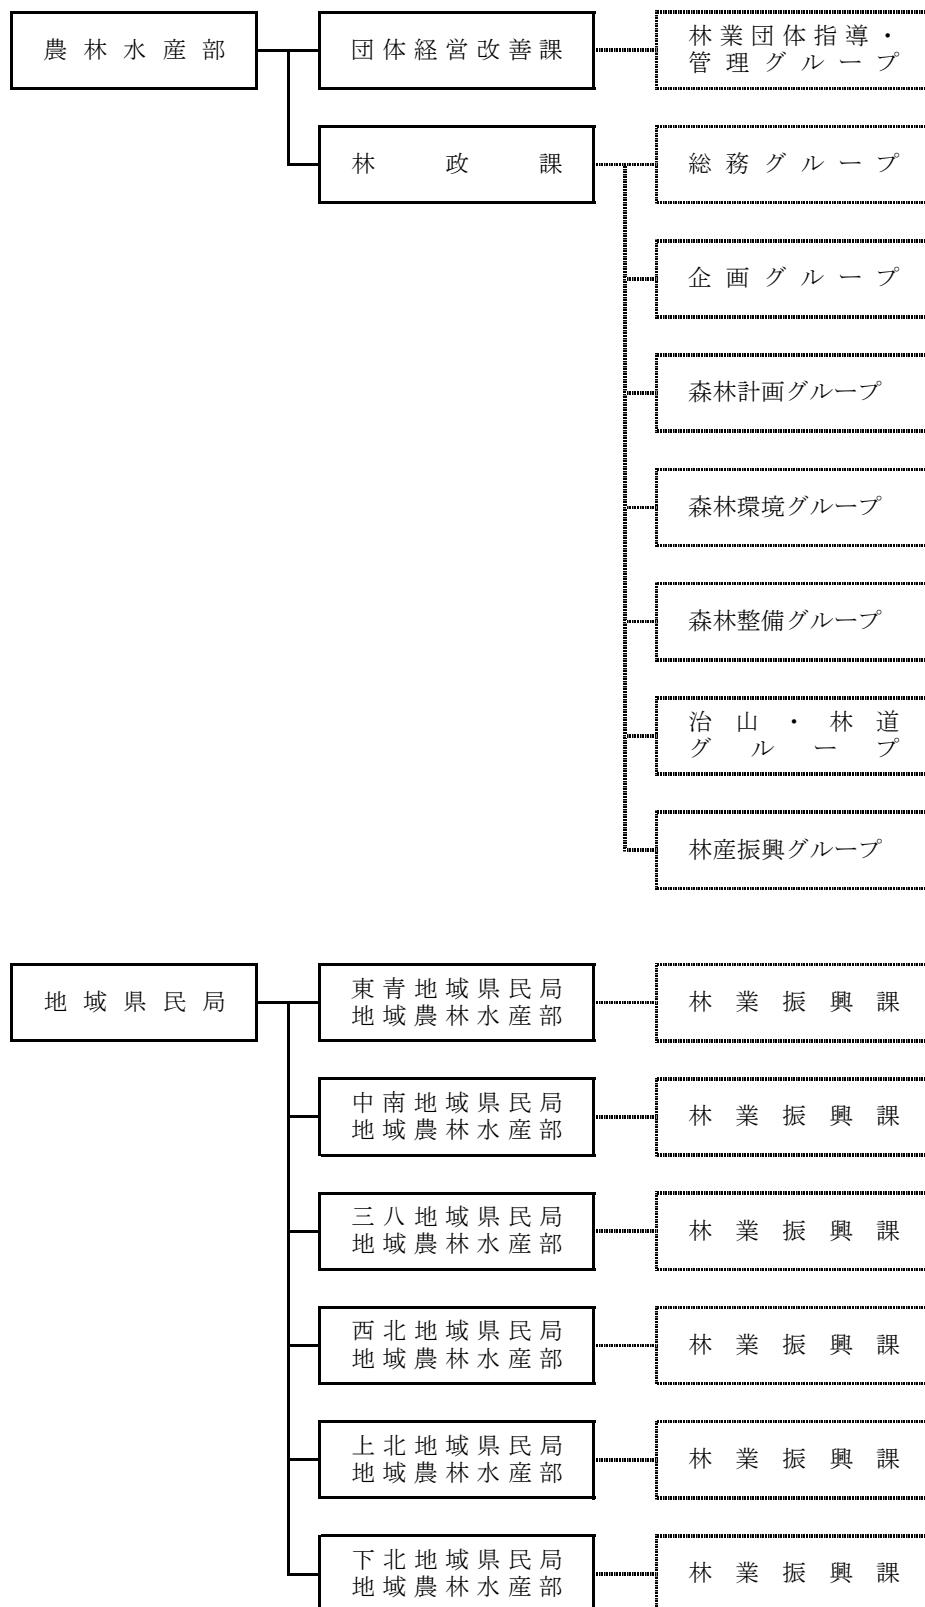 農林水産部
団体経営改善課
林業団体指導・
管理グループ
林政課
総務グループ
企画グループ
森林計画グループ
森林環境グループ
森林整備グループ
治山・林道
グループ
林産振興グループ
地域県民局
東青地域県民局
地域農林水産部
林業振興課
中南地域県民局
地域農林水産部
林業振興課
三八地域県民局
地域農林水産部
林業振興課
西北地域県民局
地域農林水産部
林業振興課
上北地域県民局
地域農林水産部
林業振興課
下北地域県民局
地域農林水産部
林業振興課